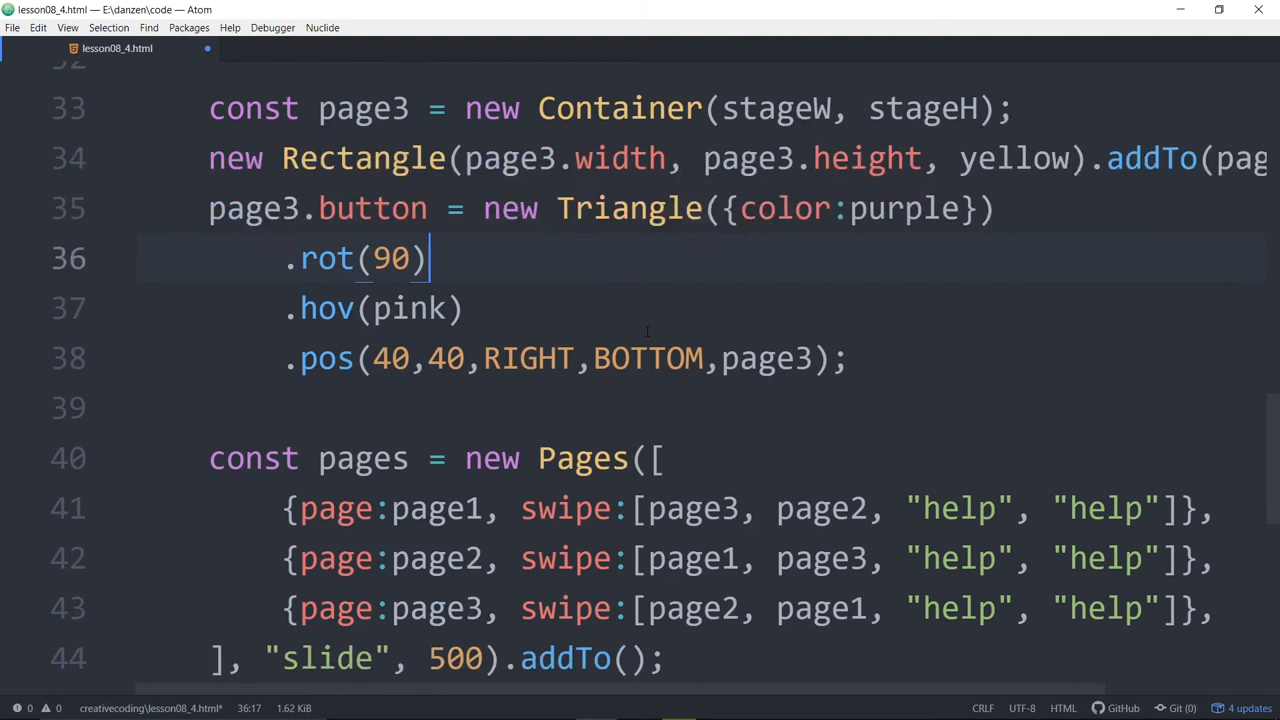 lesson08_4.html — E:\danzen\code — Atom
File Edit View Selection Find Packages Help Debugger Nuclide
lesson08_4.html
32
33 const page3 = new Container(stageW, stageH);
34 new Rectangle(page3.width, page3.height, yellow).addTo(pag
35 page3.button = new Triangle({color:purple})
36 .rot(90)
37 .hov(pink)
38 .pos(40,40,RIGHT,BOTTOM,page3);
39
40 const pages = new Pages([
41 {page:page1, swipe:[page3, page2, "help", "help"]},
42 {page:page2, swipe:[page1, page3, "help", "help"]},
43 {page:page3, swipe:[page2, page1, "help", "help"]},
44 ], "slide", 500).addTo();
0 0 creativecoding\lesson08_4.html* 36:17 1.62 KiB CRLF UTF-8 HTML GitHub Git (0) 4 updates